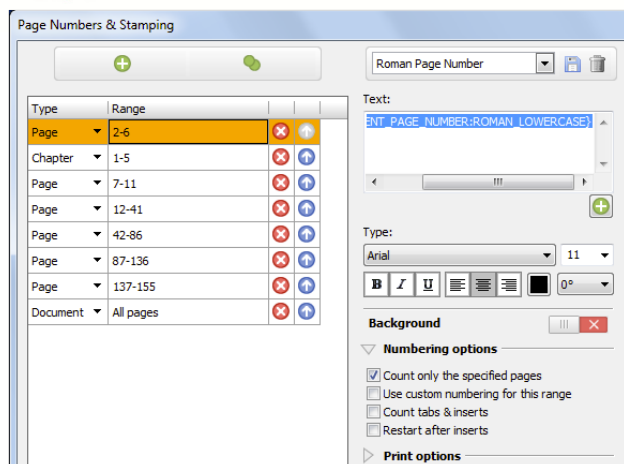 Page Numbers & Stamping
Roman Page Number
Text:
ENT_PAGE_NUMBER:ROMAN_LOWERCASE}
Type Range
Page 2-6
Chapter 1-5
Page 7-11
Page 12-41
Page 42-86
Page 87-136
Page 137-155
Document All pages
Type:
Arial 11
B I U 0°
Background
Numbering options
Count only the specified pages
Use custom numbering for this range
Count tabs & inserts
Restart after inserts
Print options